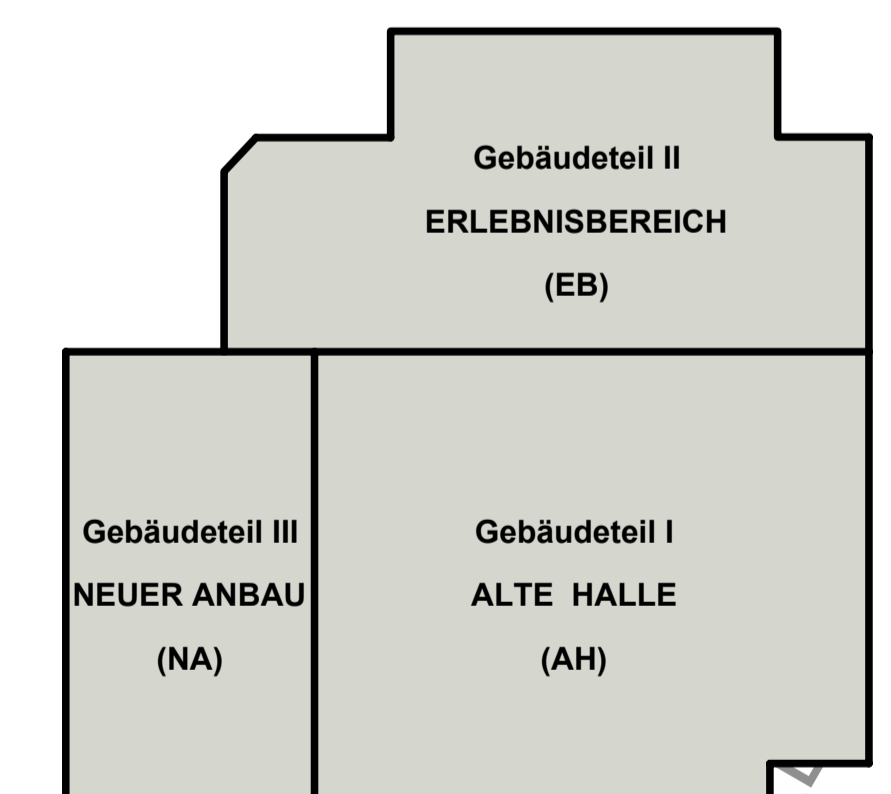 Gebäudeteil II
ERLEBNISBEREICH
(EB)
Gebäudeteil III
NEUER ANBAU
(NA)
Gebäudeteil I
ALTE HALLE
(AH)